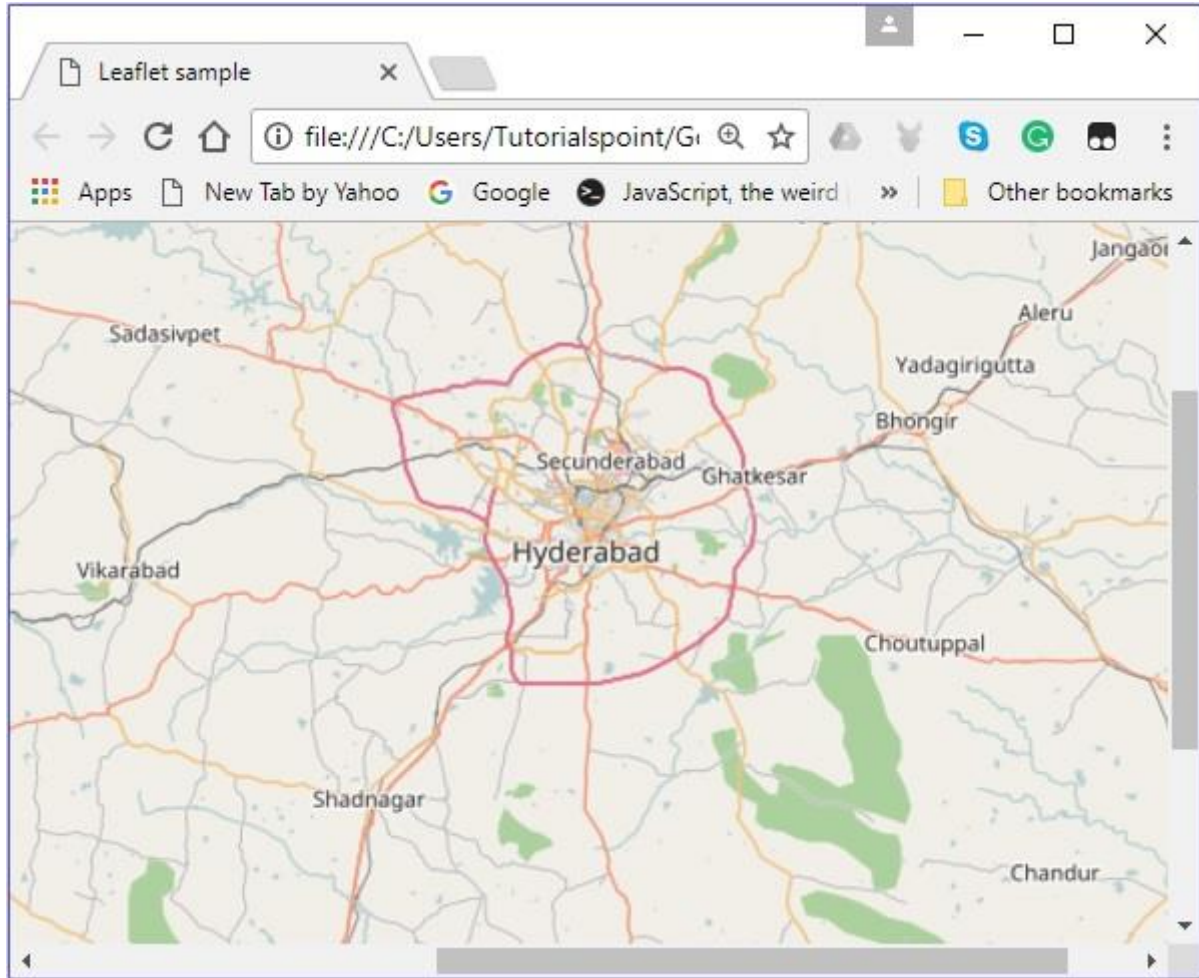 Leaflet sample
file:///C:/Users/Tutorialspoint/G
Apps New Tab by Yahoo Google JavaScript, the weird » Other bookmarks
Jangaon
Aleru
Sadasivpet
Yadagirigutta
Bhongir
Secunderabad
Ghatkesar
Hyderabad
Vikarabad
Choutuppal
Shadnagar
Chandur